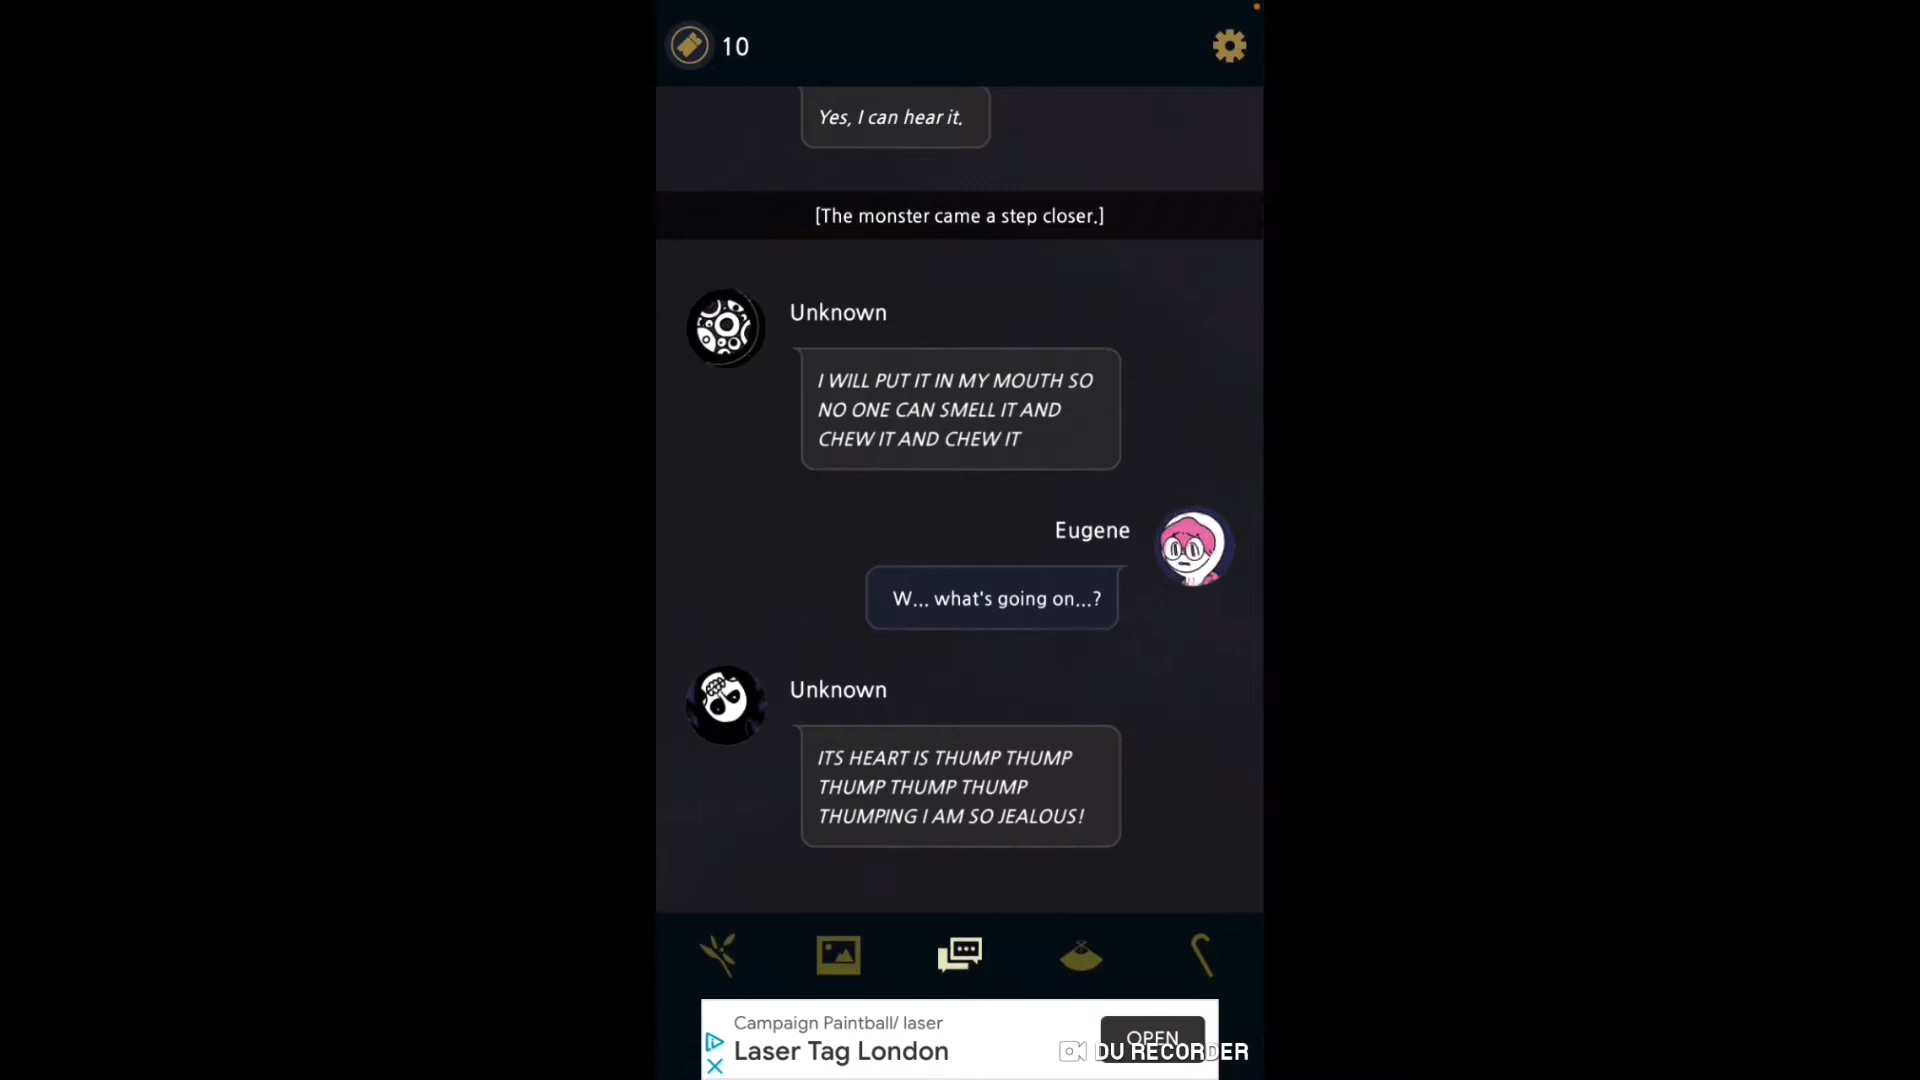 10
Yes, I can hear it.
[The monster came a step closer.]
Unknown
I WILL PUT IT IN MY MOUTH SO
NO ONE CAN SMELL IT AND
CHEW IT AND CHEW IT
Eugene
W... what's going on...?
Unknown
ITS HEART IS THUMP THUMP
THUMP THUMP THUMP
THUMPING I AM SO JEALOUS!
Campaign Paintball/ laser
Laser Tag London
OPEN
DU RECORDER